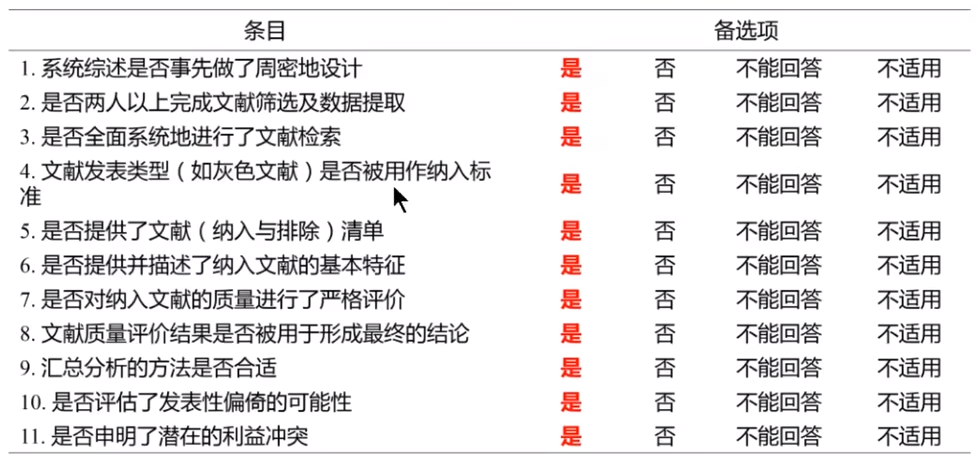 条目 备选项
1. 系统综述是否事先做了周密地设计 是 否 不能回答 不适用
2. 是否两人以上完成文献筛选及数据提取 是 否 不能回答 不适用
3. 是否全面系统地进行了文献检索 是 否 不能回答 不适用
4. 文献发表类型（如灰色文献）是否被用作纳入标
准 是 否 不能回答 不适用
5. 是否提供了文献（纳入与排除）清单 是 否 不能回答 不适用
6. 是否提供并描述了纳入文献的基本特征 是 否 不能回答 不适用
7. 是否对纳入文献的质量进行了严格评价 是 否 不能回答 不适用
8. 文献质量评价结果是否被用于形成最终的结论 是 否 不能回答 不适用
9. 汇总分析的方法是否合适 是 否 不能回答 不适用
10. 是否评估了发表性偏倚的可能性 是 否 不能回答 不适用
11. 是否申明了潜在的利益冲突 是 否 不能回答 不适用